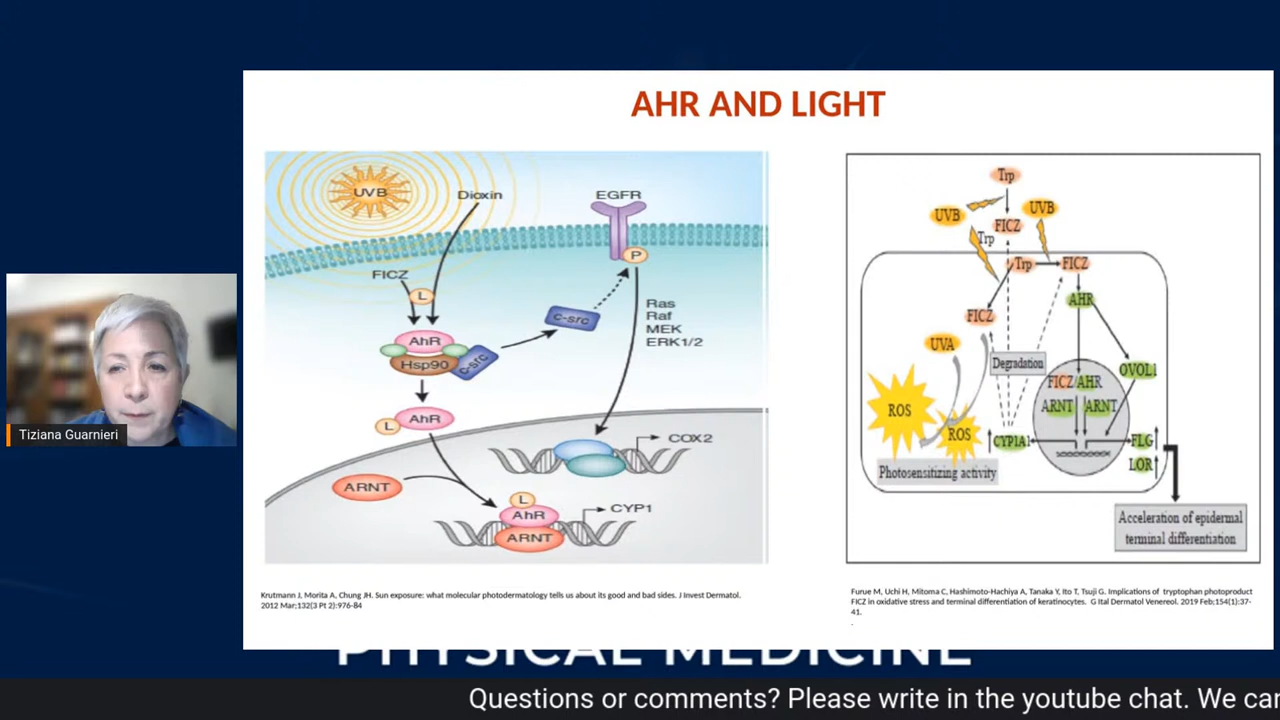 AHR AND LIGHT
UVB
Dioxin
EGFR
P
FICZ
L
c-src
Ras
Raf
MEK
ERK1/2
AhR
Hsp90
c-src
AhR
L
COX2
ARNT
L
AhR
CYP1
ARNT
Trp
UVB
UVB
FICZ
Trp
Trp
FICZ
AHR
FICZ
UVA
Degradation
OVOL1
FICZ/AHR
ROS
ARNT
ARNT
ROS
CYP1A1
FLG
LOR
Photosensitizing activity
Acceleration of epidermal
terminal differentiation
Krutmann J, Morita A, Chung JH. Sun exposure: what molecular photodermatology tells us about its good and bad sides. J Invest Dermatol.
2012 Mar;132(3 Pt 2):976-84
Furue M, Uchi H, Mitoma C, Hashimoto-Hachiya A, Tanaka Y, Ito T, Tsuji G. Implications of tryptophan photoproduct
FICZ in oxidative stress and terminal differentiation of keratinocytes. G Ital Dermatol Venereol. 2019 Feb;154(1):37-
41.
.
Tiziana Guarnieri
PHYSICAL MEDICINE
Questions or comments? Please write in the youtube chat. We can